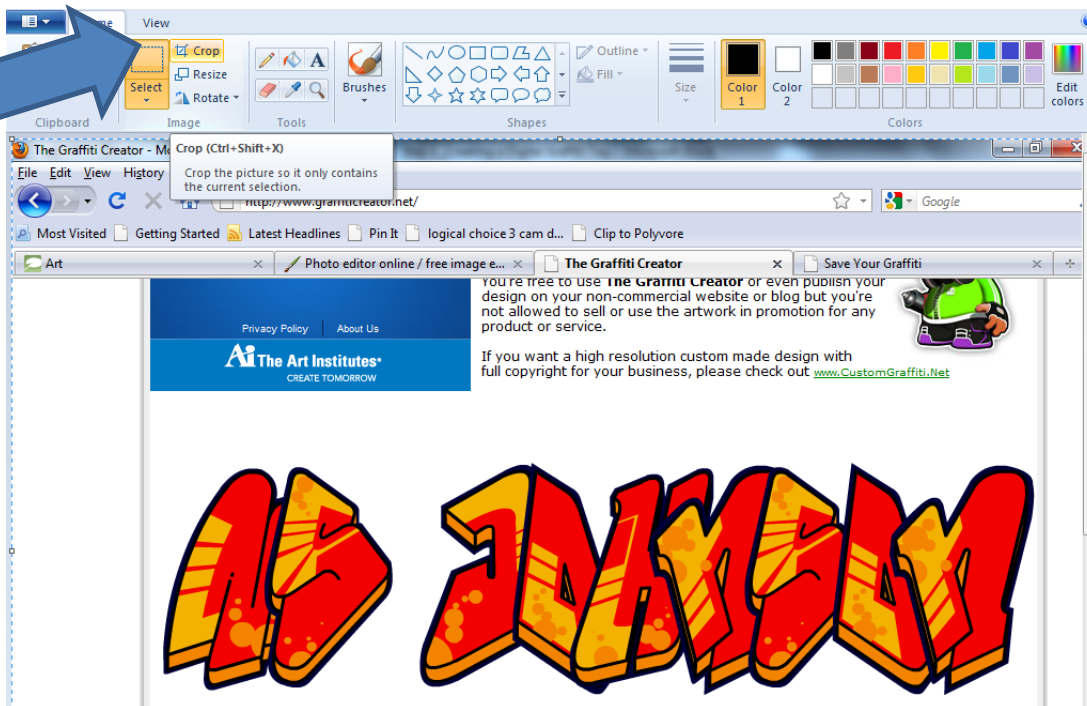 View
Crop
Resize
Rotate
Select
Brushes
Outline
Fill
Size
Color 1
Color 2
Edit colors
Clipboard
Image
Tools
Shapes
Colors
The Graffiti Creator
Crop (Ctrl+Shift+X)
Crop the picture so it only contains
the current selection.
File Edit View History
http://www.graffiticreator.net/
Google
Most Visited Getting Started Latest Headlines Pin It logical choice 3 cam d... Clip to Polyvore
Art
Photo editor online / free image e...
The Graffiti Creator
Save Your Graffiti
You're free to use The Graffiti Creator or even publish your
design on your non-commercial website or blog but you're
not allowed to sell or use the artwork in promotion for any
product or service.
Privacy Policy About Us
Ai The Art Institutes
CREATE TOMORROW
If you want a high resolution custom made design with
full copyright for your business, please check out www.CustomGraffiti.Net
JOHNSON